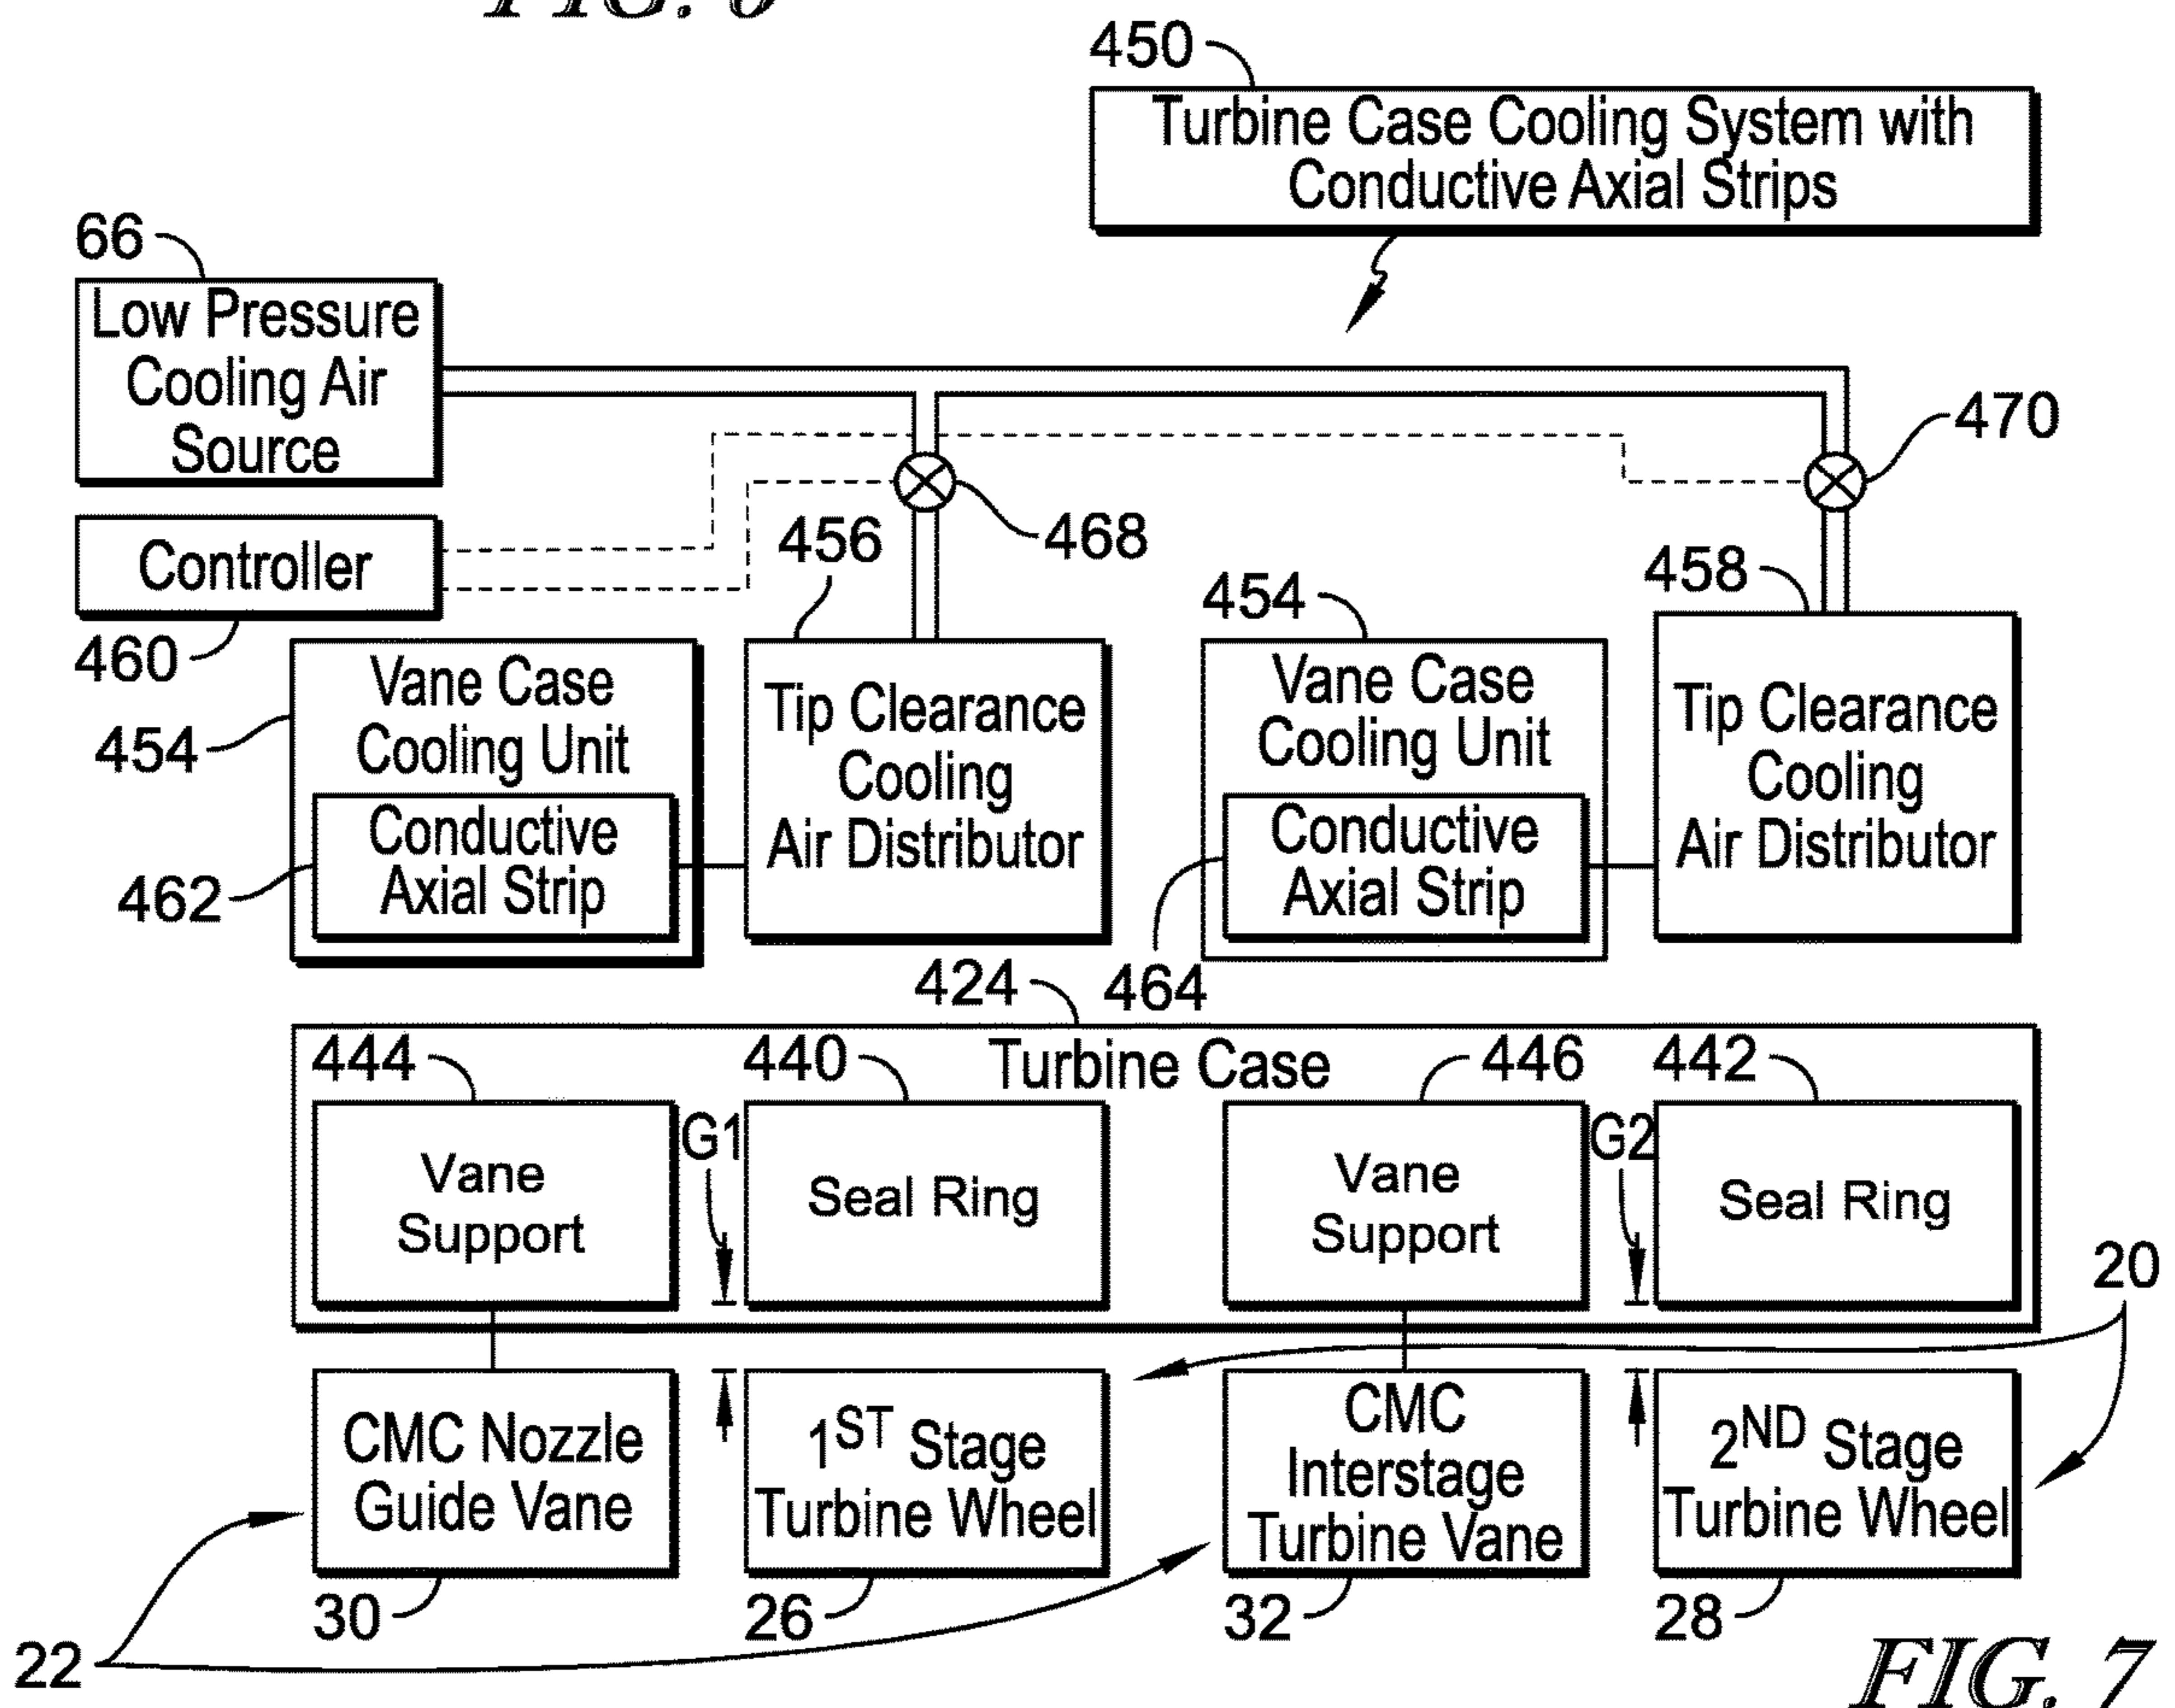 FIG. 6
450
Turbine Case Cooling System with
Conductive Axial Strips
66
Low Pressure
Cooling Air
Source
470
468
Controller
460
456
454
458
454
Vane Case
Cooling Unit
Conductive
Axial Strip
462
Tip Clearance
Cooling
Air Distributor
Vane Case
Cooling Unit
Conductive
Axial Strip
464
Tip Clearance
Cooling
Air Distributor
424
Turbine Case
444
440
446
442
Vane
Support
G1
Seal Ring
Vane
Support
G2
Seal Ring
20
CMC Nozzle
Guide Vane
1ST Stage
Turbine Wheel
CMC
Interstage
Turbine Vane
2ND Stage
Turbine Wheel
22
30
26
32
28
FIG. 7